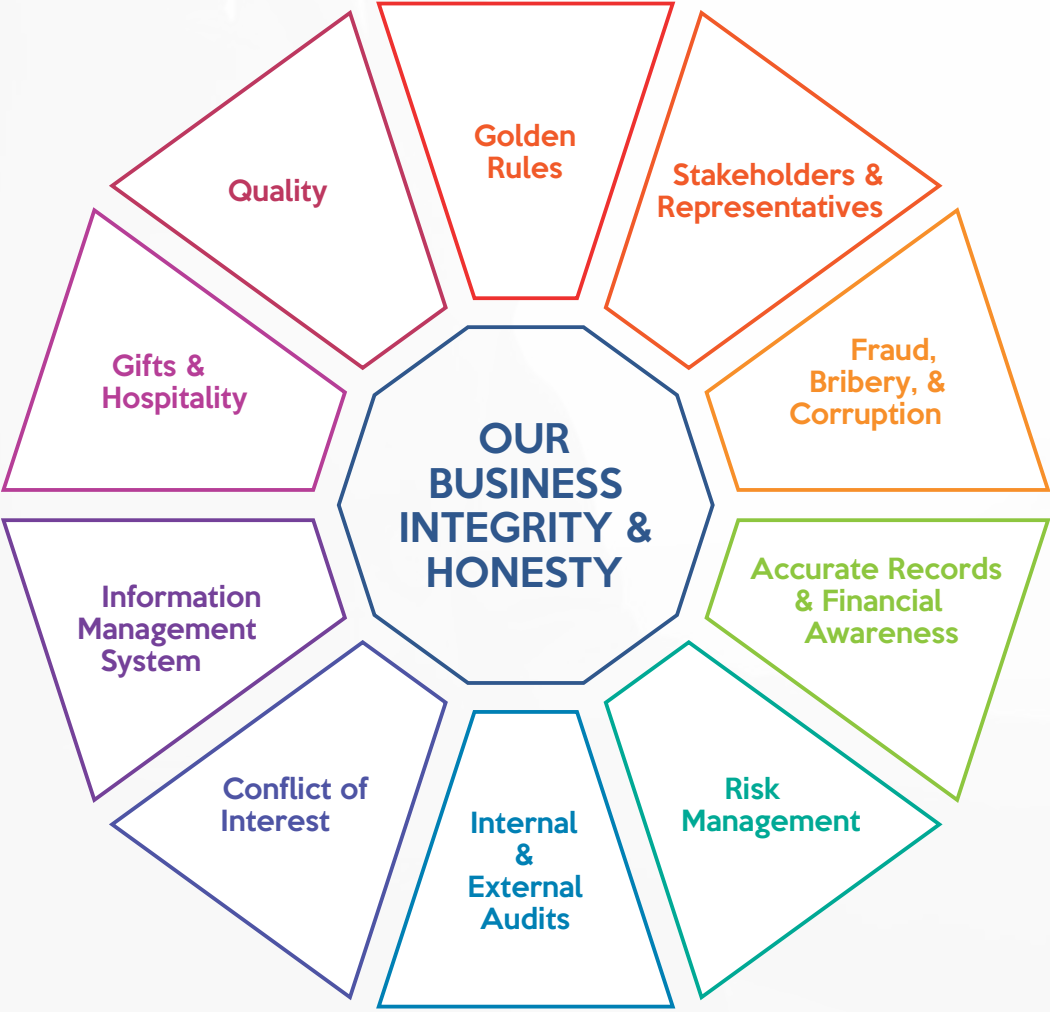 Golden
Rules
Stakeholders &
Representatives
Fraud,
Bribery, &
Corruption
Accurate Records
& Financial
Awareness
Risk
Management
Internal
&
External
Audits
Conflict of
Interest
Information
Management
System
Gifts &
Hospitality
Quality
OUR
BUSINESS
INTEGRITY &
HONESTY